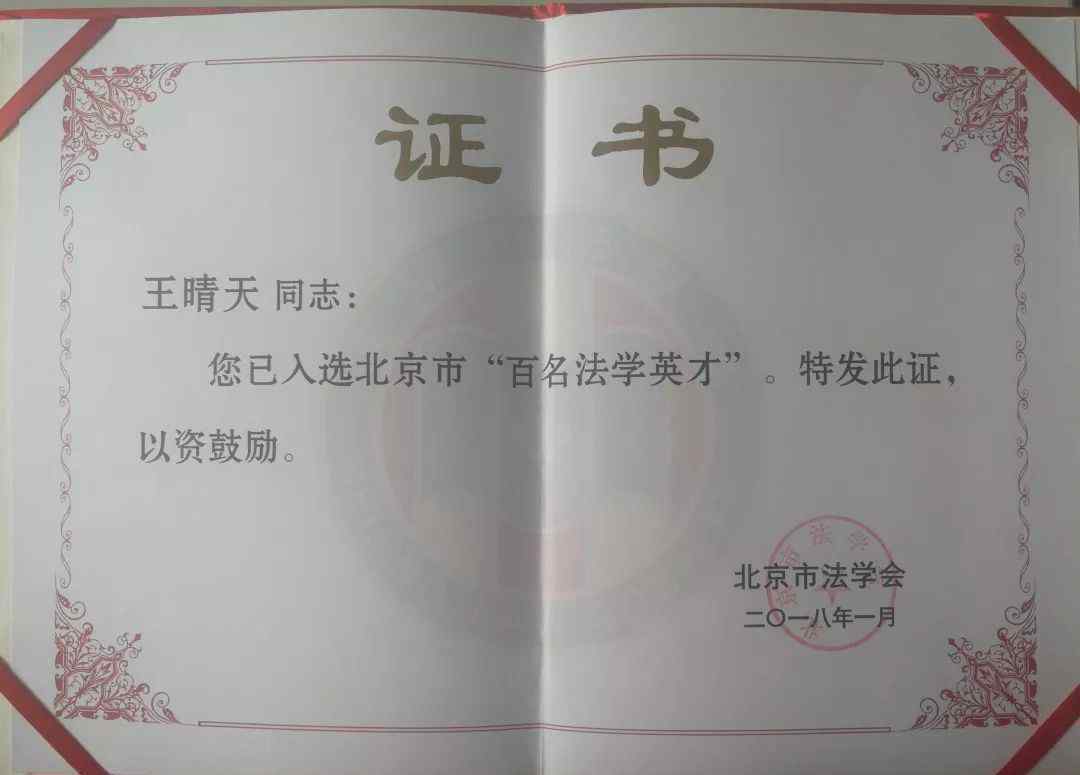 证书
王晴天 同志：
您已入选北京市“百名法学英才”。特发此证，
以资鼓励。
北京市法学会
二〇一八年一月